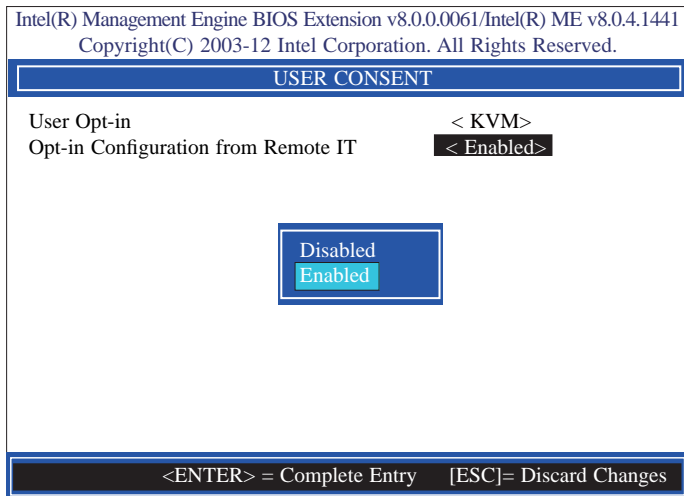 Intel(R) Management Engine BIOS Extension v8.0.0.0061/Intel(R) ME v8.0.4.1441
Copyright(C) 2003-12 Intel Corporation. All Rights Reserved.
USER CONSENT
User Opt-in < KVM>
Opt-in Configuration from Remote IT < Enabled>
Disabled
Enabled
<ENTER> = Complete Entry [ESC]= Discard Changes